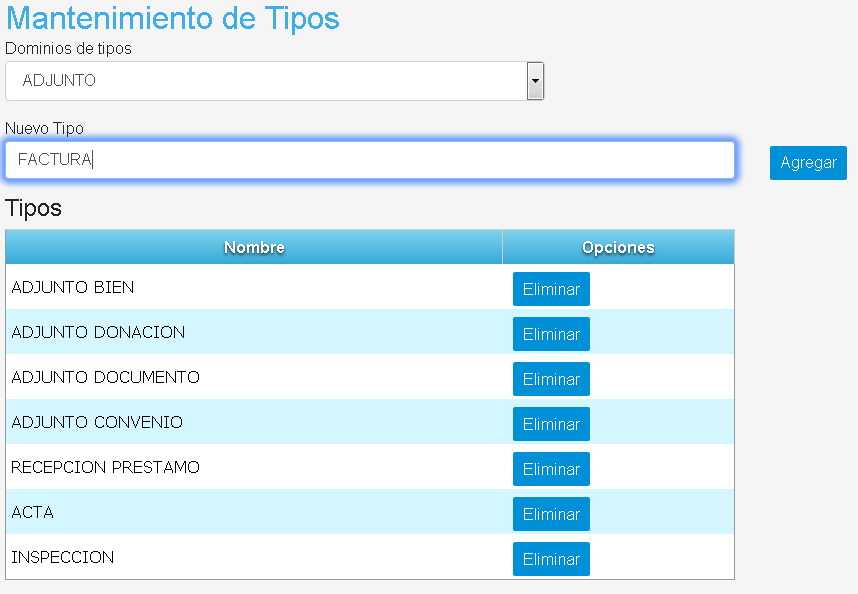 Mantenimiento de Tipos
Dominios de tipos
ADJUNTO
Nuevo Tipo
FACTURA
Agregar
Tipos
Nombre Opciones
ADJUNTO BIEN Eliminar
ADJUNTO DONACION Eliminar
ADJUNTO DOCUMENTO Eliminar
ADJUNTO CONVENIO Eliminar
RECEPCION PRESTAMO Eliminar
ACTA Eliminar
INSPECCION Eliminar